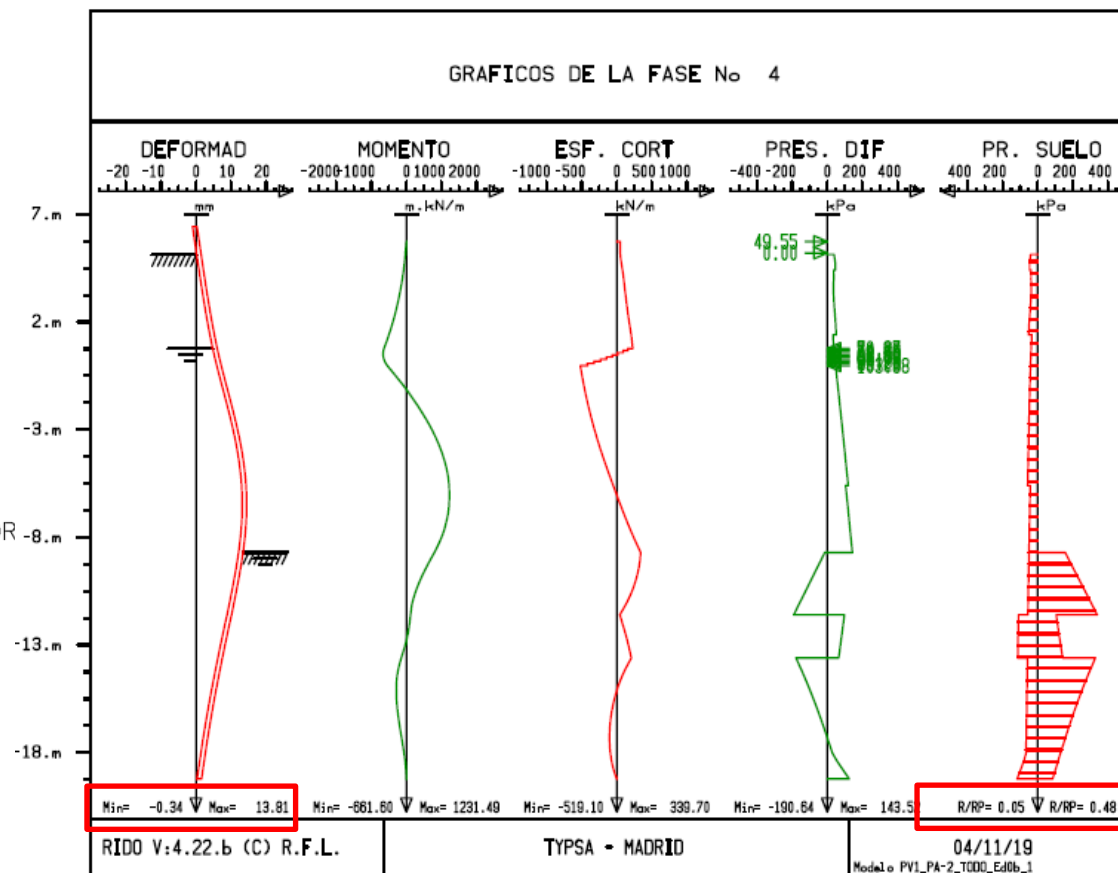 GRAFICOS DE LA FASE No 4
DEFORMAD MOMENTO ESF. CORT PRES. DIF PR. SUELO
-20 -10 0 10 20 -2000-1000 0 1000 2000 -1000 -500 0 500 1000 -400 -200 0 200 400 400 200 0 200 400
mm m.kN/m kN/m kPa kPa
7.m
49.55
0.00
2.m
-3.m
-8.m
-13.m
-18.m
Min= -0.34 Max= 13.81 Min= -661.60 Max= 1231.49 Min= -519.10 Max= 339.70 Min= -190.64 Max= 143.52 R/RP= 0.05 R/RP= 0.48
RIDO V:4.22.b (C) R.F.L. TYPSA - MADRID 04/11/19
Modelo PV1_PA-2_TODO_Ed0b_1